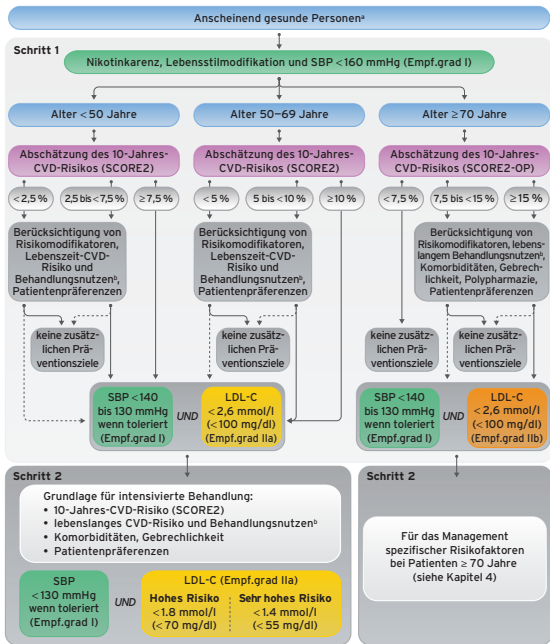 Anscheinend gesunde Personenᵃ
Schritt 1
Nikotinkarenz, Lebensstilmodifikation und SBP <160 mmHg (Empf.grad I)
Alter <50 Jahre
Alter 50–69 Jahre
Alter ≥70 Jahre
Abschätzung des 10-Jahres-
CVD-Risikos (SCORE2)
Abschätzung des 10-Jahres-
CVD-Risikos (SCORE2)
Abschätzung des 10-Jahres-
CVD-Risikos (SCORE2-OP)
<2,5 %
2,5 bis <7,5 %
≥7,5 %
<5 %
5 bis <10 %
≥10 %
<7,5 %
7,5 bis <15 %
≥15 %
Berücksichtigung von
Risikomodifikatoren,
Lebenszeit-CVD-
Risiko und
Behandlungsnutzenᵇ,
Patientenpräferenzen
Berücksichtigung von
Risikomodifikatoren,
Lebenszeit-CVD-
Risiko und
Behandlungsnutzenᵇ,
Patientenpräferenzen
Berücksichtigung von
Risikomodifikatoren, lebens-
langem Behandlungsnutzenᵇ,
Komorbiditäten, Gebrech-
lichkeit, Polypharmazie,
Patientenpräferenzen
keine zusätz-
lichen Prä-
ventionsziele
keine zusätz-
lichen Prä-
ventionsziele
keine zusätz-
lichen Prä-
ventionsziele
keine zusätz-
lichen Prä-
ventionsziele
SBP <140
bis 130 mmHg
wenn toleriert
(Empf.grad I)
UND
LDL-C
<2,6 mmol/l
(<100 mg/dl)
(Empf.grad IIa)
SBP <140
bis 130 mmHg
wenn toleriert
(Empf.grad I)
UND
LDL-C
<2,6 mmol/l
(<100 mg/dl)
(Empf.grad IIb)
Schritt 2
Grundlage für intensivierte Behandlung:
• 10-Jahres-CVD-Risiko (SCORE2)
• lebenslanges CVD-Risiko und Behandlungsnutzenᵇ
• Komorbiditäten, Gebrechlichkeit
• Patientenpräferenzen
SBP
<130 mmHg
wenn toleriert
(Empf.grad I)
UND
LDL-C (Empf.grad IIa)
Hohes Risiko
<1.8 mmol/l
(<70 mg/dl)
Sehr hohes Risiko
<1.4 mmol/l
(<55 mg/dl)
Schritt 2
Für das Management
spezifischer Risikofaktoren
bei Patienten ≥ 70 Jahre
(siehe Kapitel 4)